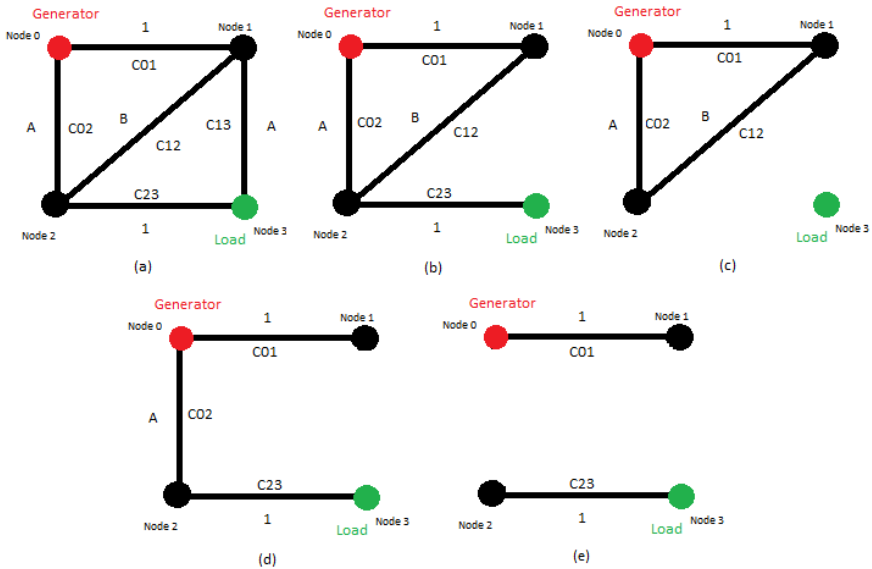 Generator
Node 0
1
Node 1
C01
A
C02
B
C12
C13
A
C23
Node 2
1
Load
Node 3
(a)
Generator
Node 0
1
Node 1
C01
A
C02
B
C12
C23
Node 2
1
Load
Node 3
(b)
Generator
Node 0
1
Node 1
C01
A
C02
B
C12
Node 2
Load
Node 3
(c)
Generator
Node 0
1
Node 1
C01
A
C02
C23
Node 2
1
Load
Node 3
(d)
Generator
Node 0
1
Node 1
C01
C23
Node 2
1
Load
Node 3
(e)